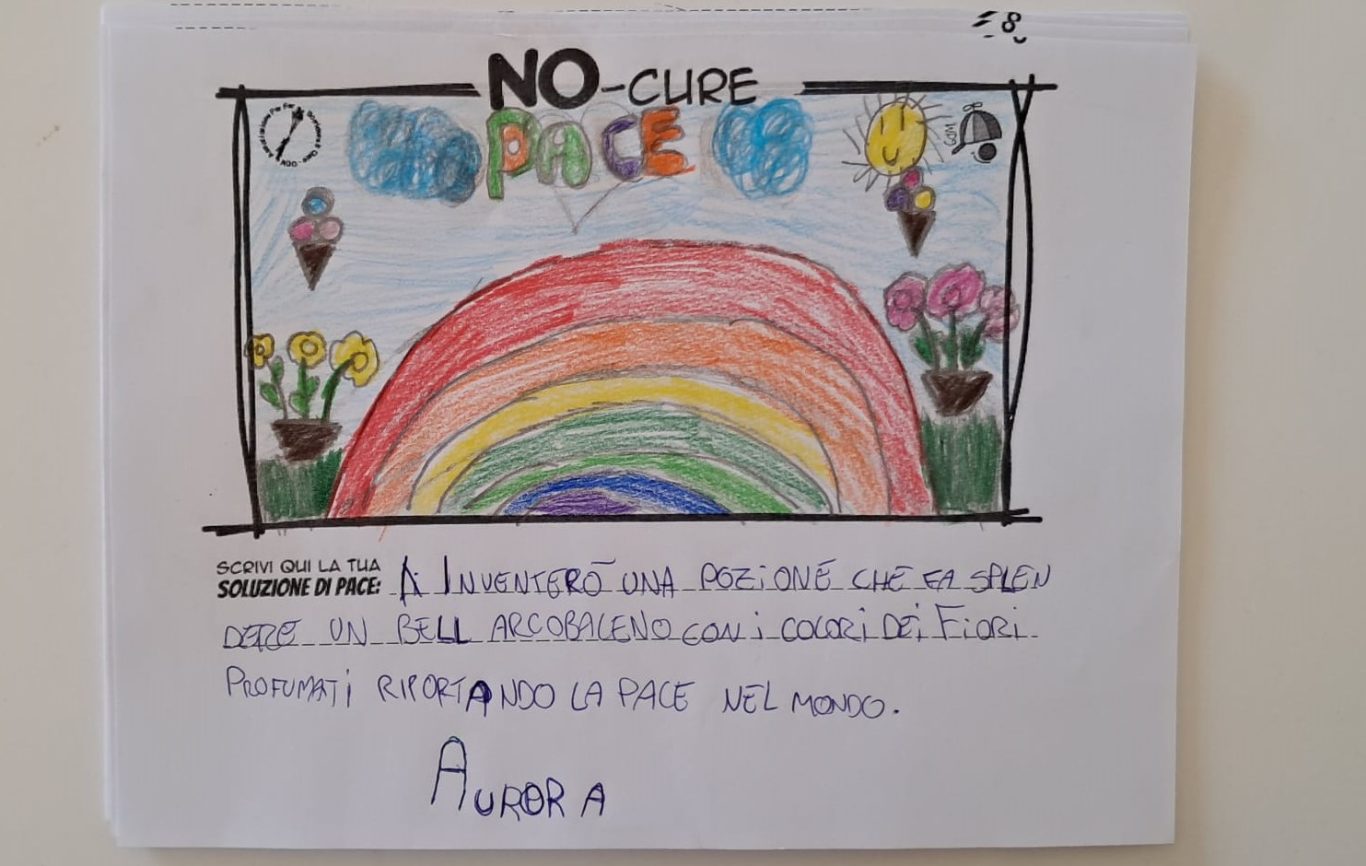 8
NO-CURE
PACE
SCRIVI QUI LA TUA
SOLUZIONE DI PACE: INVENTERÒ UNA POZIONE CHE FA SPLEN
DERE UN BELL ARCOBALENO CON i COLORi DEi FiORi
PROFUMATi RIPORTANDO LA PACE NEL MONDO.
AURORA